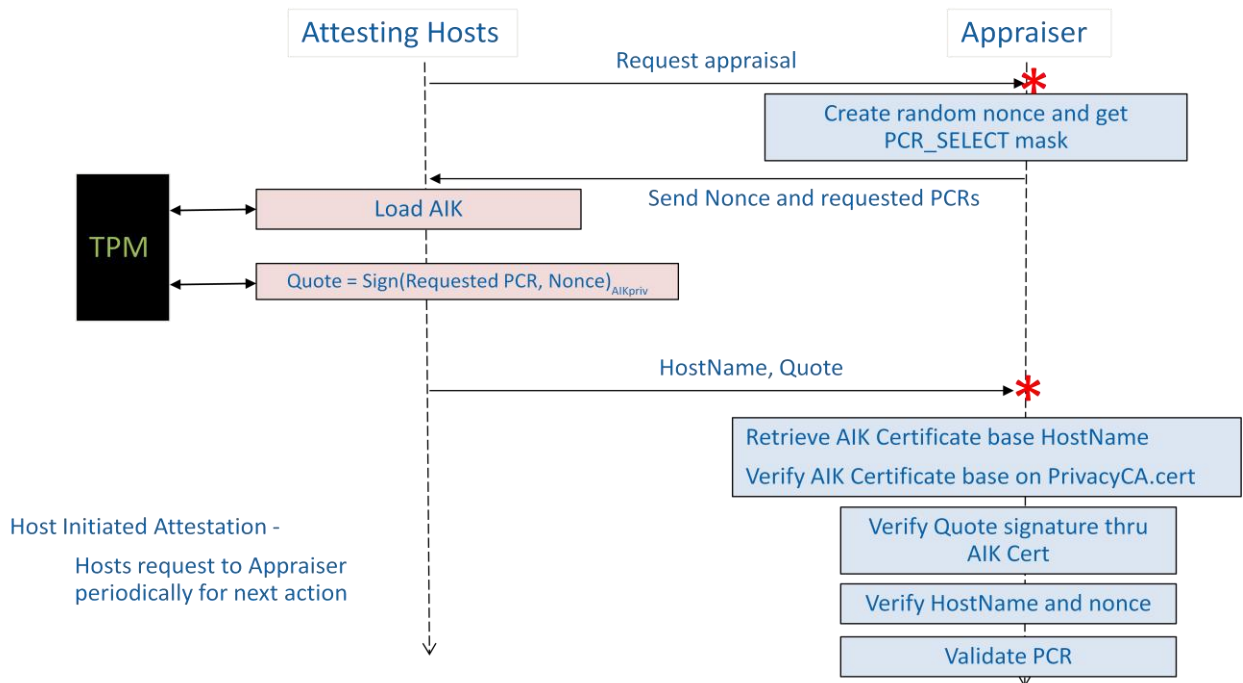 Attesting Hosts
Appraiser
Request appraisal
Create random nonce and get
PCR_SELECT mask
Send Nonce and requested PCRs
TPM
Load AIK
Quote = Sign(Requested PCR, Nonce)AIKpriv
HostName, Quote
Retrieve AIK Certificate base HostName
Verify AIK Certificate base on PrivacyCA.cert
Host Initiated Attestation -
Hosts request to Appraiser
periodically for next action
Verify Quote signature thru
AIK Cert
Verify HostName and nonce
Validate PCR